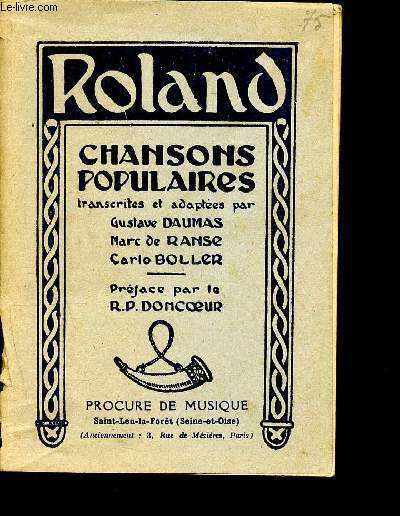 Le-livre.com
75
Roland
CHANSONS
POPULAIRES
transcrites et adaptées par
Gustave DAUMAS
Marc de RANSE
Carlo BOLLER
Préface par le
R.P. DONCŒUR
PROCURE DE MUSIQUE
Saint-Leu-la-Forêt (Seine-et-Oise)
(Anciennement : 3, Rue de Mézières, Paris)